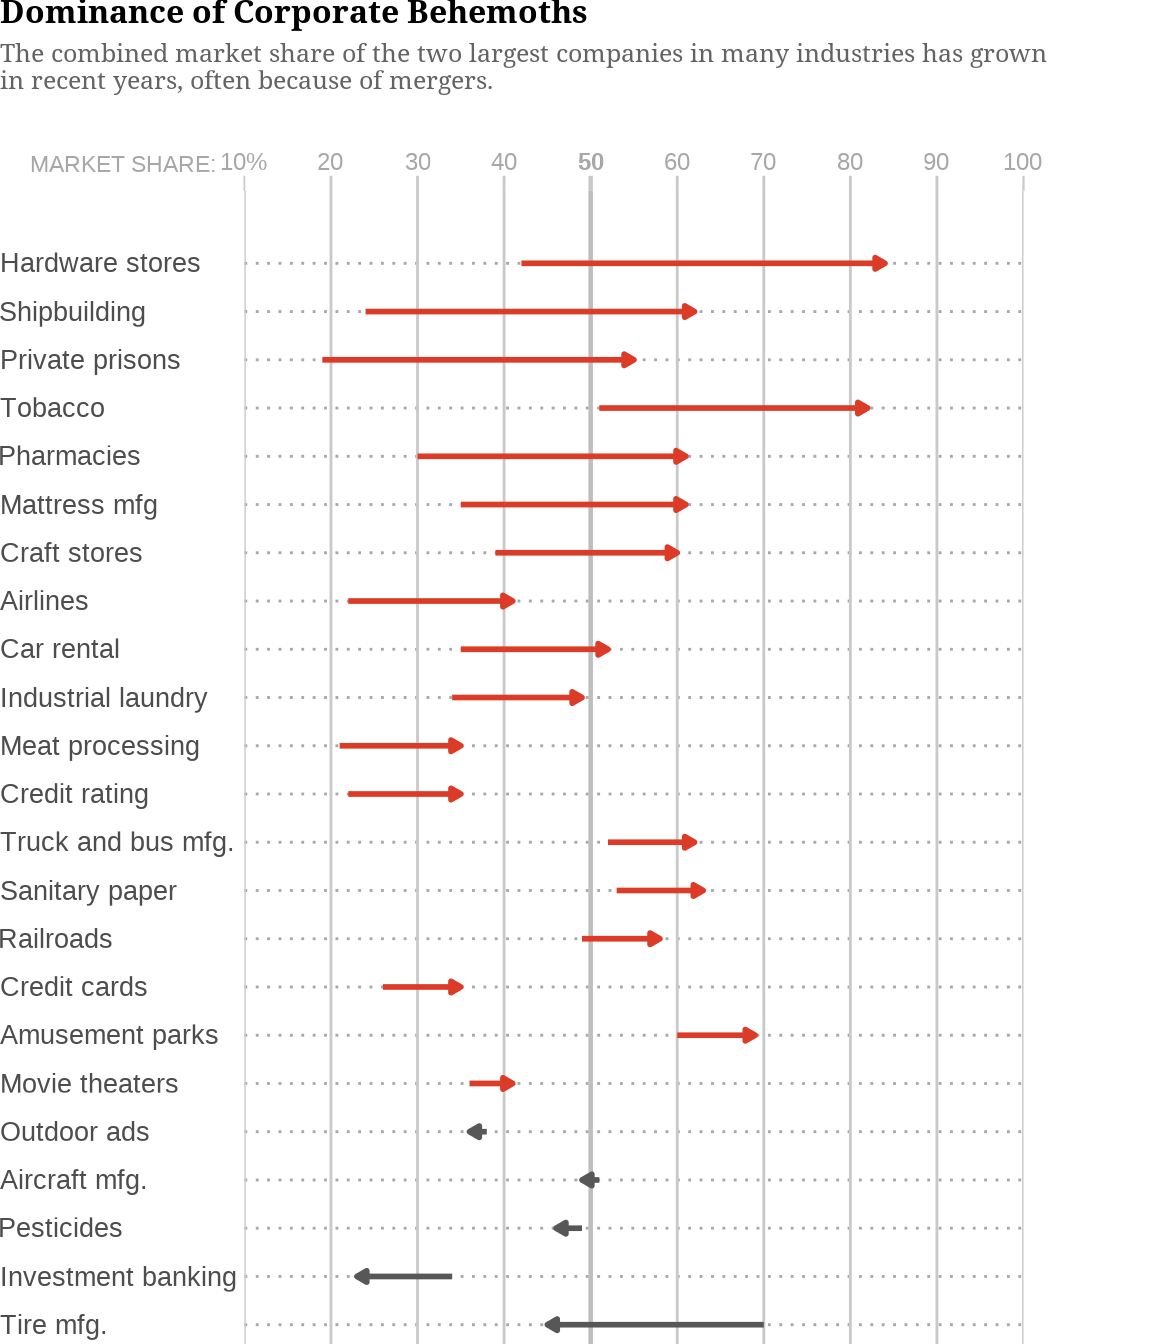 Dominance of Corporate Behemoths
The combined market share of the two largest companies in many industries has grown
in recent years, often because of mergers.
MARKET SHARE: 10% 20 30 40 50 60 70 80 90 100
Hardware stores
Shipbuilding
Private prisons
Tobacco
Pharmacies
Mattress mfg
Craft stores
Airlines
Car rental
Industrial laundry
Meat processing
Credit rating
Truck and bus mfg.
Sanitary paper
Railroads
Credit cards
Amusement parks
Movie theaters
Outdoor ads
Aircraft mfg.
Pesticides
Investment banking
Tire mfg.